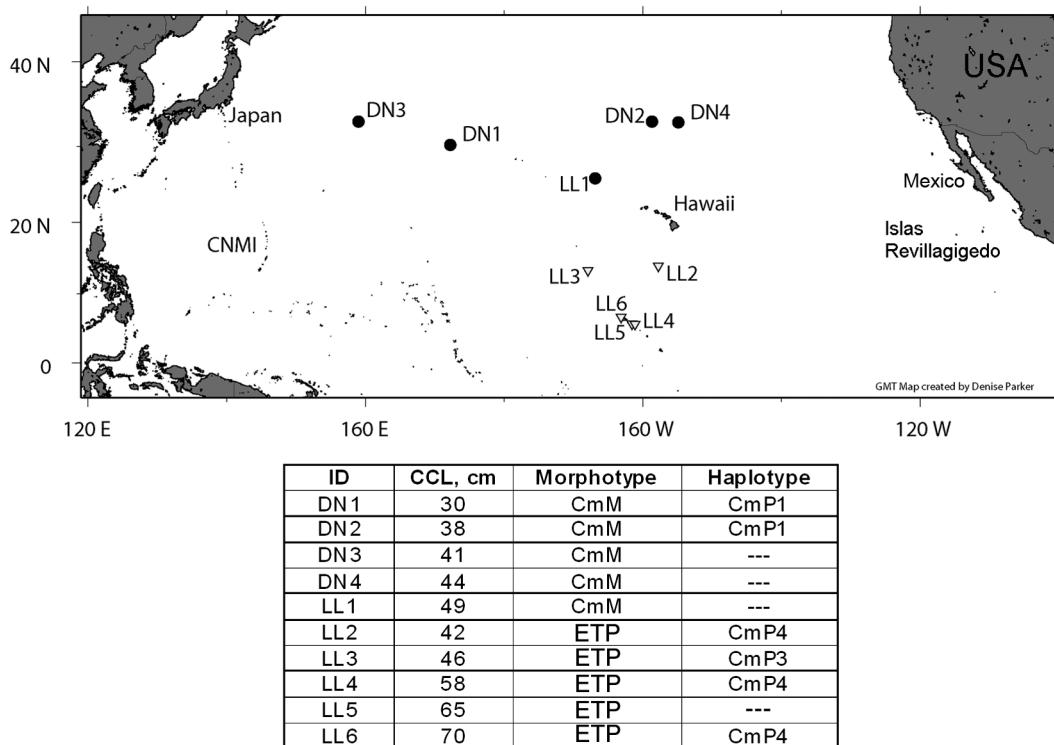 40 N
USA
DN3
DN2
DN4
Japan
DN1
LL1
Mexico
Hawaii
20 N
Islas
Revillagigedo
CNMI
LL3
LL2
LL6
LL4
LL5
0
GMT Map created by Denise Parker
120 E 160 E 160 W 120 W
ID CCL, cm Morphotype Haplotype
DN1 30 CmM CmP1
DN2 38 CmM CmP1
DN3 41 CmM ---
DN4 44 CmM ---
LL1 49 CmM ---
LL2 42 ETP CmP4
LL3 46 ETP CmP3
LL4 58 ETP CmP4
LL5 65 ETP ---
LL6 70 ETP CmP4